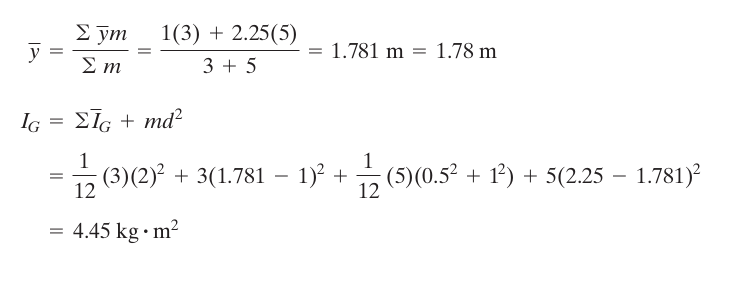 y̅ = Σ y̅m / Σ m = 1(3) + 2.25(5) / 3 + 5 = 1.781 m = 1.78 m
I_G = ΣI̅_G + md²
= 1/12 (3)(2)² + 3(1.781 − 1)² + 1/12 (5)(0.5² + 1²) + 5(2.25 − 1.781)²
= 4.45 kg · m²